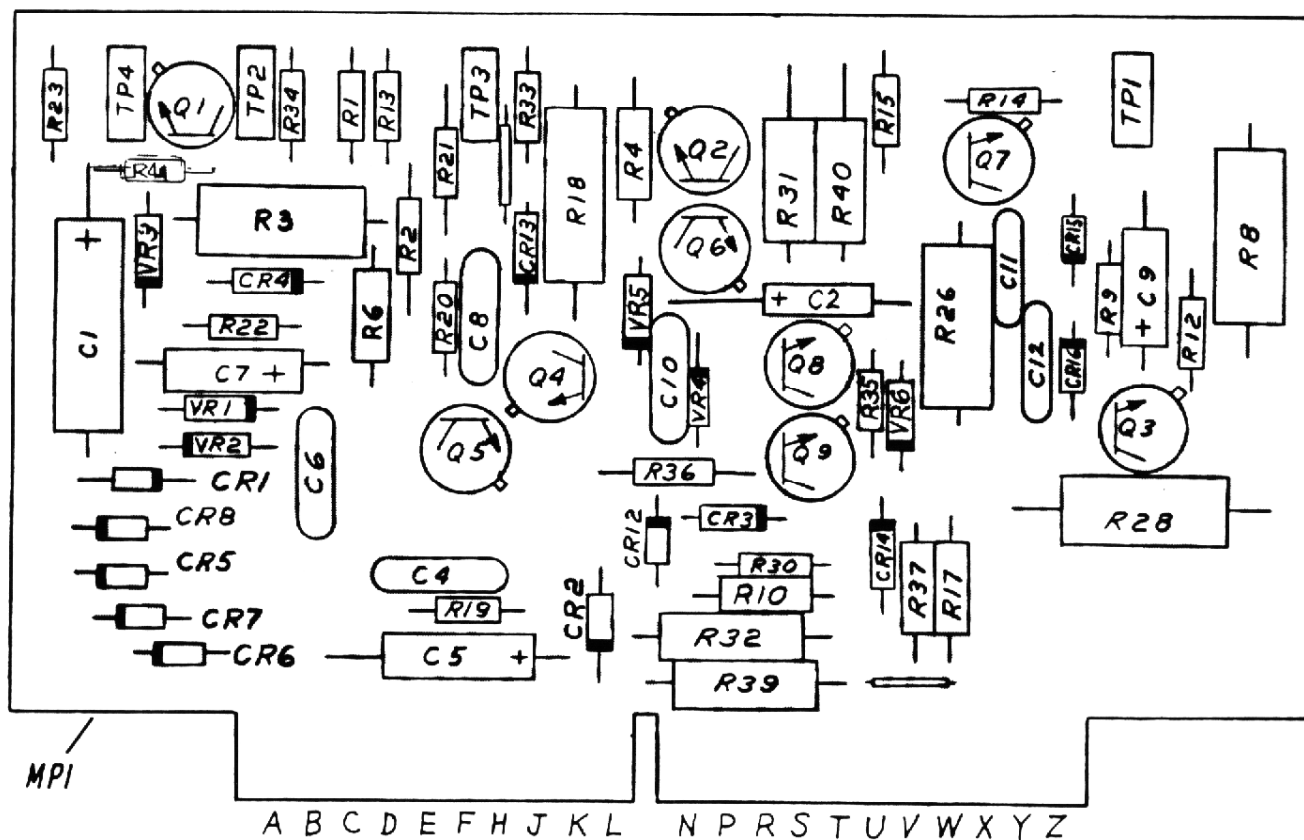 R23
TP4
Q1
TP2
R34
R1
R13
R21
TP3
R33
R18
R4
Q2
R31
R40
R15
R14
Q7
TP1
R8
VR3
R3
R2
CR13
Q6
CR15
R9
C9
+
R12
C1
+
CR4
R22
C7 +
R6
R20
C8
VR5
+ C2
R26
C11
C12
CR16
VR1
VR2
C6
Q4
Q5
C10
VR4
Q8
Q9
R35
VR6
Q3
CR1
CR8
CR5
CR7
CR6
R36
CR12
CR3
CR14
R28
C4
R19
C5 +
CR2
R30
R10
R32
R39
R37
R17
MP1
A B C D E F H J K L N P R S T U V W X Y Z